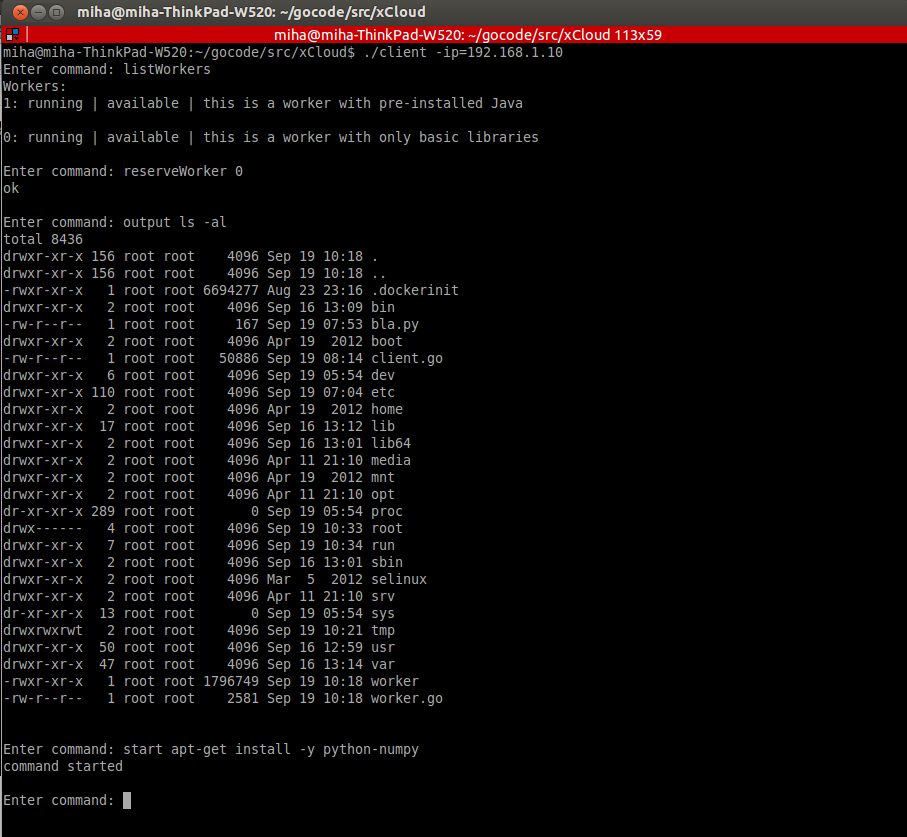 miha@miha-ThinkPad-W520: ~/gocode/src/xCloud
miha@miha-ThinkPad-W520: ~/gocode/src/xCloud 113x59
miha@miha-ThinkPad-W520:~/gocode/src/xCloud$ ./client -ip=192.168.1.10
Enter command: listWorkers
Workers:
1: running | available | this is a worker with pre-installed Java
0: running | available | this is a worker with only basic libraries
Enter command: reserveWorker 0
ok
Enter command: output ls -al
total 8436
drwxr-xr-x 156 root root    4096 Sep 19 10:18 .
drwxr-xr-x 156 root root    4096 Sep 19 10:18 ..
-rwxr-xr-x   1 root root 6694277 Aug 23 23:16 .dockerinit
drwxr-xr-x   2 root root    4096 Sep 16 13:09 bin
-rw-r--r--   1 root root     167 Sep 19 07:53 bla.py
drwxr-xr-x   2 root root    4096 Apr 19  2012 boot
-rw-r--r--   1 root root   50886 Sep 19 08:14 client.go
drwxr-xr-x   6 root root    4096 Sep 19 05:54 dev
drwxr-xr-x 110 root root    4096 Sep 19 07:04 etc
drwxr-xr-x   2 root root    4096 Apr 19  2012 home
drwxr-xr-x  17 root root    4096 Sep 16 13:12 lib
drwxr-xr-x   2 root root    4096 Sep 16 13:01 lib64
drwxr-xr-x   2 root root    4096 Apr 11 21:10 media
drwxr-xr-x   2 root root    4096 Apr 19  2012 mnt
drwxr-xr-x   2 root root    4096 Apr 11 21:10 opt
dr-xr-xr-x 289 root root       0 Sep 19 05:54 proc
drwx------   4 root root    4096 Sep 19 10:33 root
drwxr-xr-x   7 root root    4096 Sep 19 10:34 run
drwxr-xr-x   2 root root    4096 Sep 16 13:01 sbin
drwxr-xr-x   2 root root    4096 Mar  5  2012 selinux
drwxr-xr-x   2 root root    4096 Apr 11 21:10 srv
dr-xr-xr-x  13 root root       0 Sep 19 05:54 sys
drwxrwxrwt   2 root root    4096 Sep 19 10:21 tmp
drwxr-xr-x  50 root root    4096 Sep 16 12:59 usr
drwxr-xr-x  47 root root    4096 Sep 16 13:14 var
-rwxr-xr-x   1 root root 1796749 Sep 19 10:18 worker
-rw-r--r--   1 root root    2581 Sep 19 10:18 worker.go
Enter command: start apt-get install -y python-numpy
command started
Enter command: